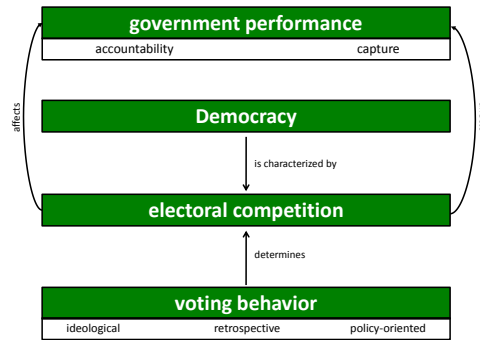 government performance
accountability capture
affects
Democracy
is characterized by
electoral competition
determines
voting behavior
ideological retrospective policy-oriented